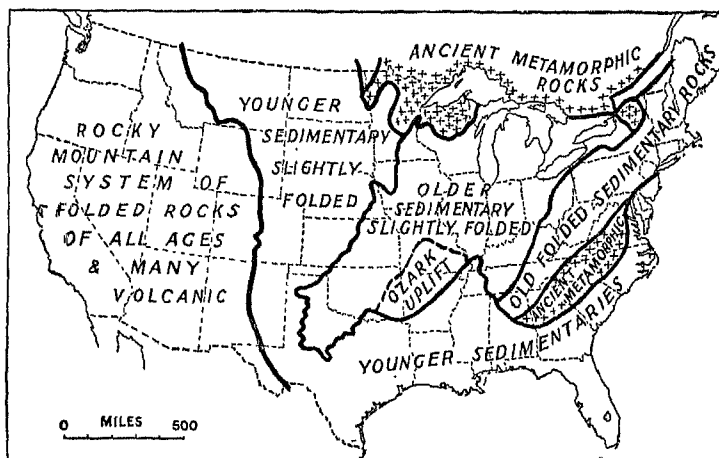 ANCIENT METAMORPHIC
ROCKS
YOUNGER
SEDIMENTARY
SLIGHTLY
FOLDED
ROCKY
MOUNTAIN
SYSTEM OF
FOLDED ROCKS
OF ALL AGES
& MANY
VOLCANIC
OLDER
SEDIMENTARY
SLIGHTLY FOLDED
OZARK
UPLIFT
OLD FOLDED SEDIMENTARY ROCKS
ANCIENT
METAMORPHIC
YOUNGER SEDIMENTARIES
0 MILES 500